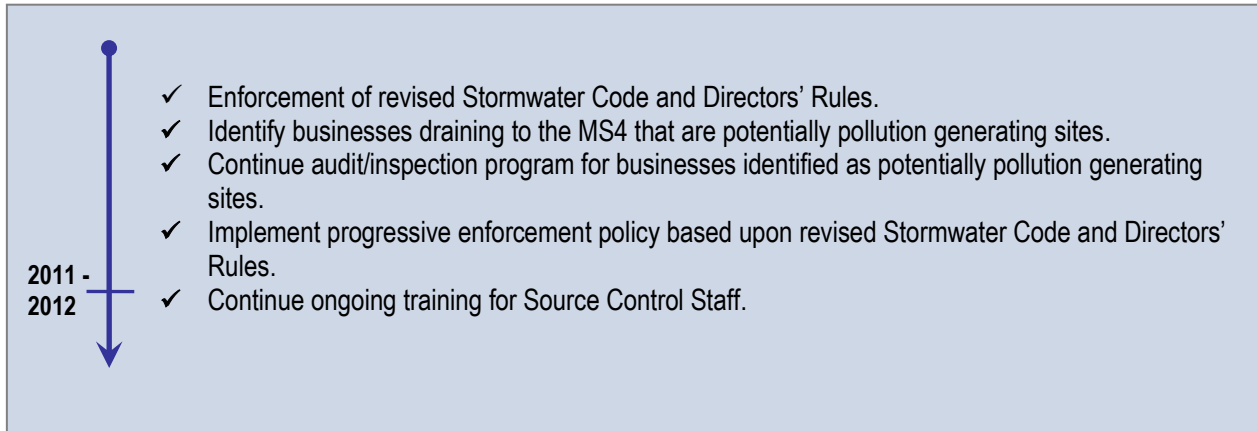 ✓ Enforcement of revised Stormwater Code and Directors’ Rules.
✓ Identify businesses draining to the MS4 that are potentially pollution generating sites.
✓ Continue audit/inspection program for businesses identified as potentially pollution generating
sites.
✓ Implement progressive enforcement policy based upon revised Stormwater Code and Directors’
Rules.
2011 -
2012
✓ Continue ongoing training for Source Control Staff.